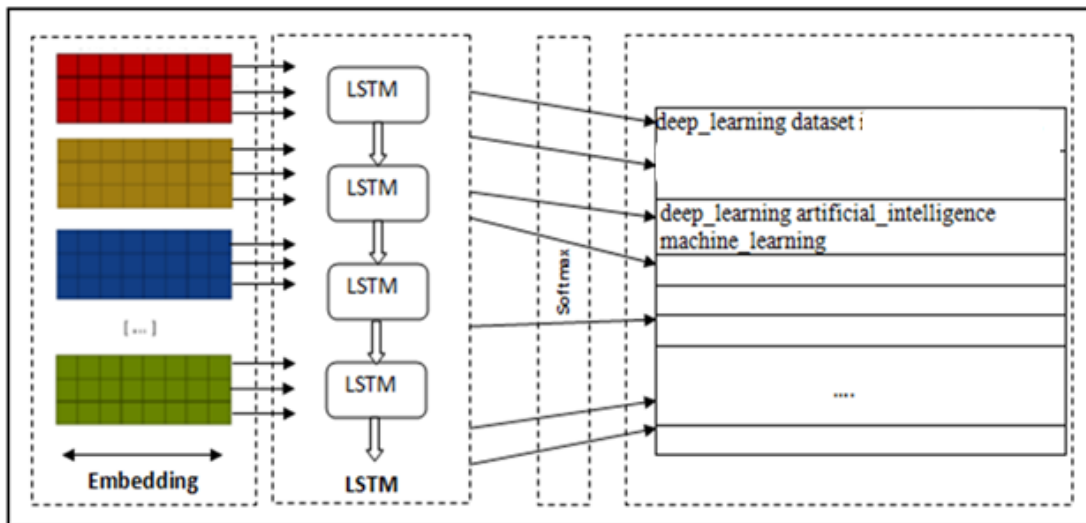 LSTM
LSTM
LSTM
LSTM
[...]
Embedding
LSTM
Softmax
deep_learning dataset
deep_learning artificial_intelligence
machine_learning
....